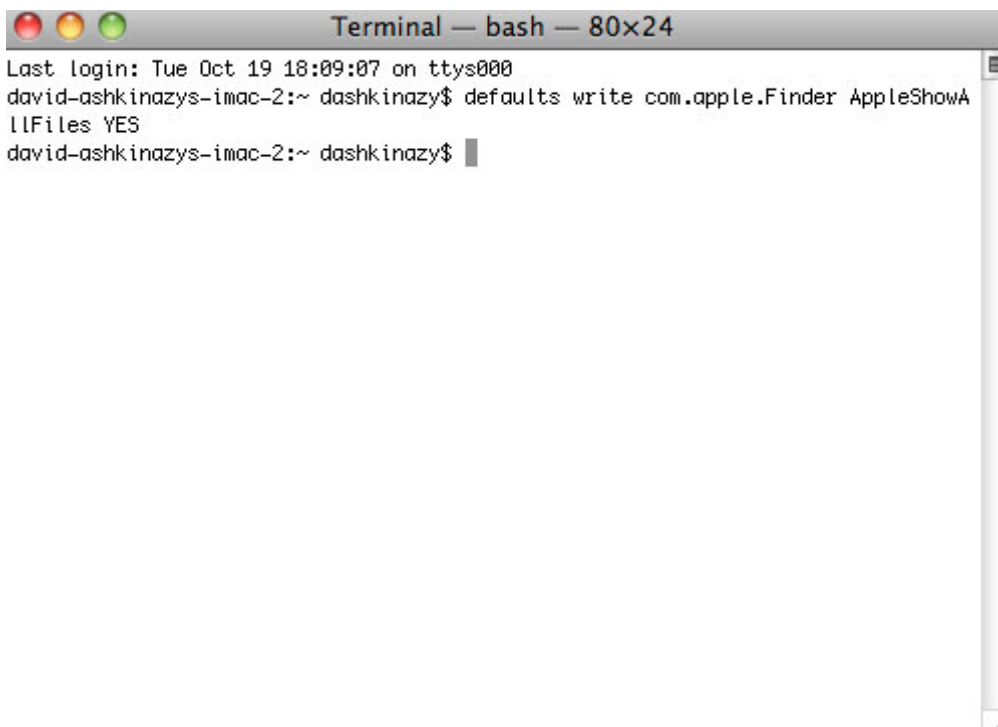 Terminal — bash — 80×24
Last login: Tue Oct 19 18:09:07 on ttys000
david-ashkinazys-imac-2:~ dashkinazy$ defaults write com.apple.Finder AppleShowA
llFiles YES
david-ashkinazys-imac-2:~ dashkinazy$